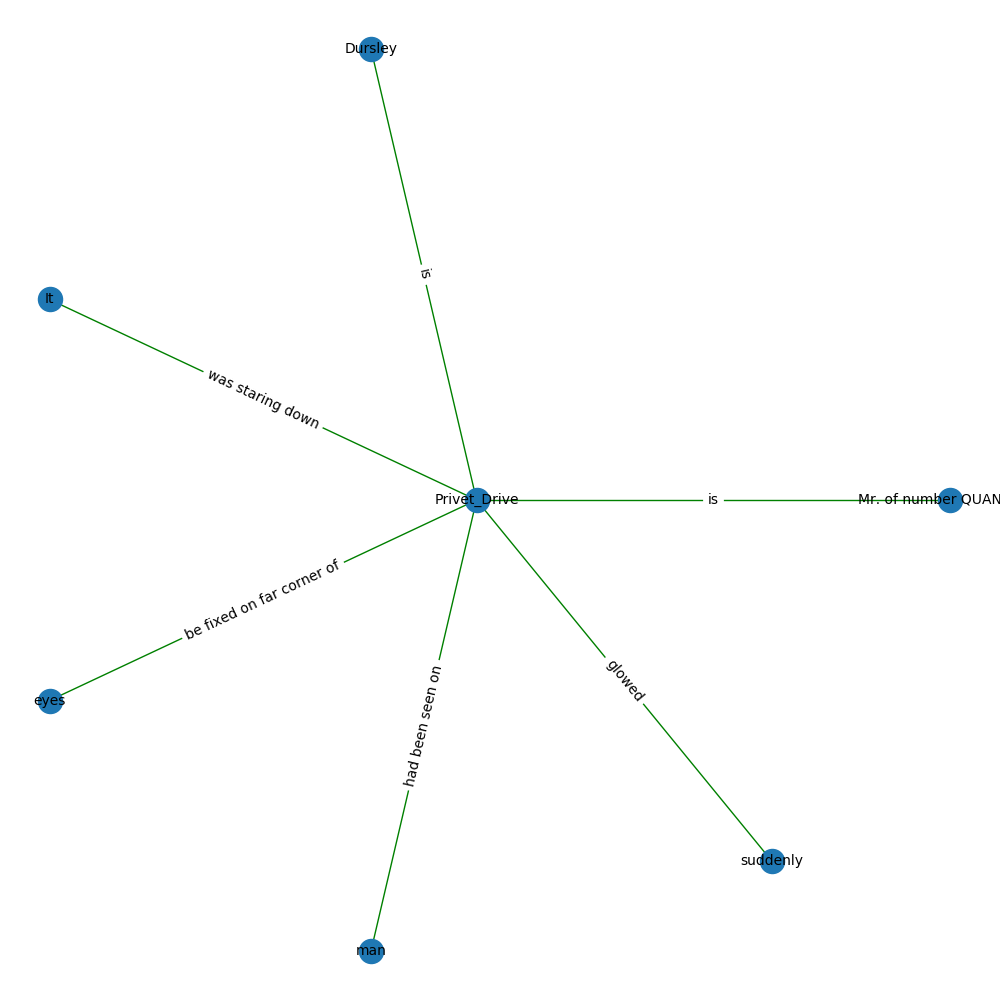 Dursley
is
It
was staring down
Privet_Drive
is
Mr. of number QUAN
be fixed on far corner of
glowed
eyes
had been seen on
suddenly
man